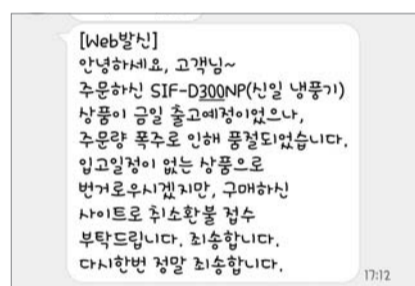 [Web발신]
안녕하세요, 고객님~
주문하신 SIF-D300NP(신일 냉풍기)
상품이 금일 출고예정이었으나,
주문량 폭주로 인해 품절되었습니다.
입고일정이 없는 상품으로
번거로우시겠지만, 구매하신
사이트로 취소환불 접수
부탁드립니다. 죄송합니다.
다시한번 정말 죄송합니다.
17:12